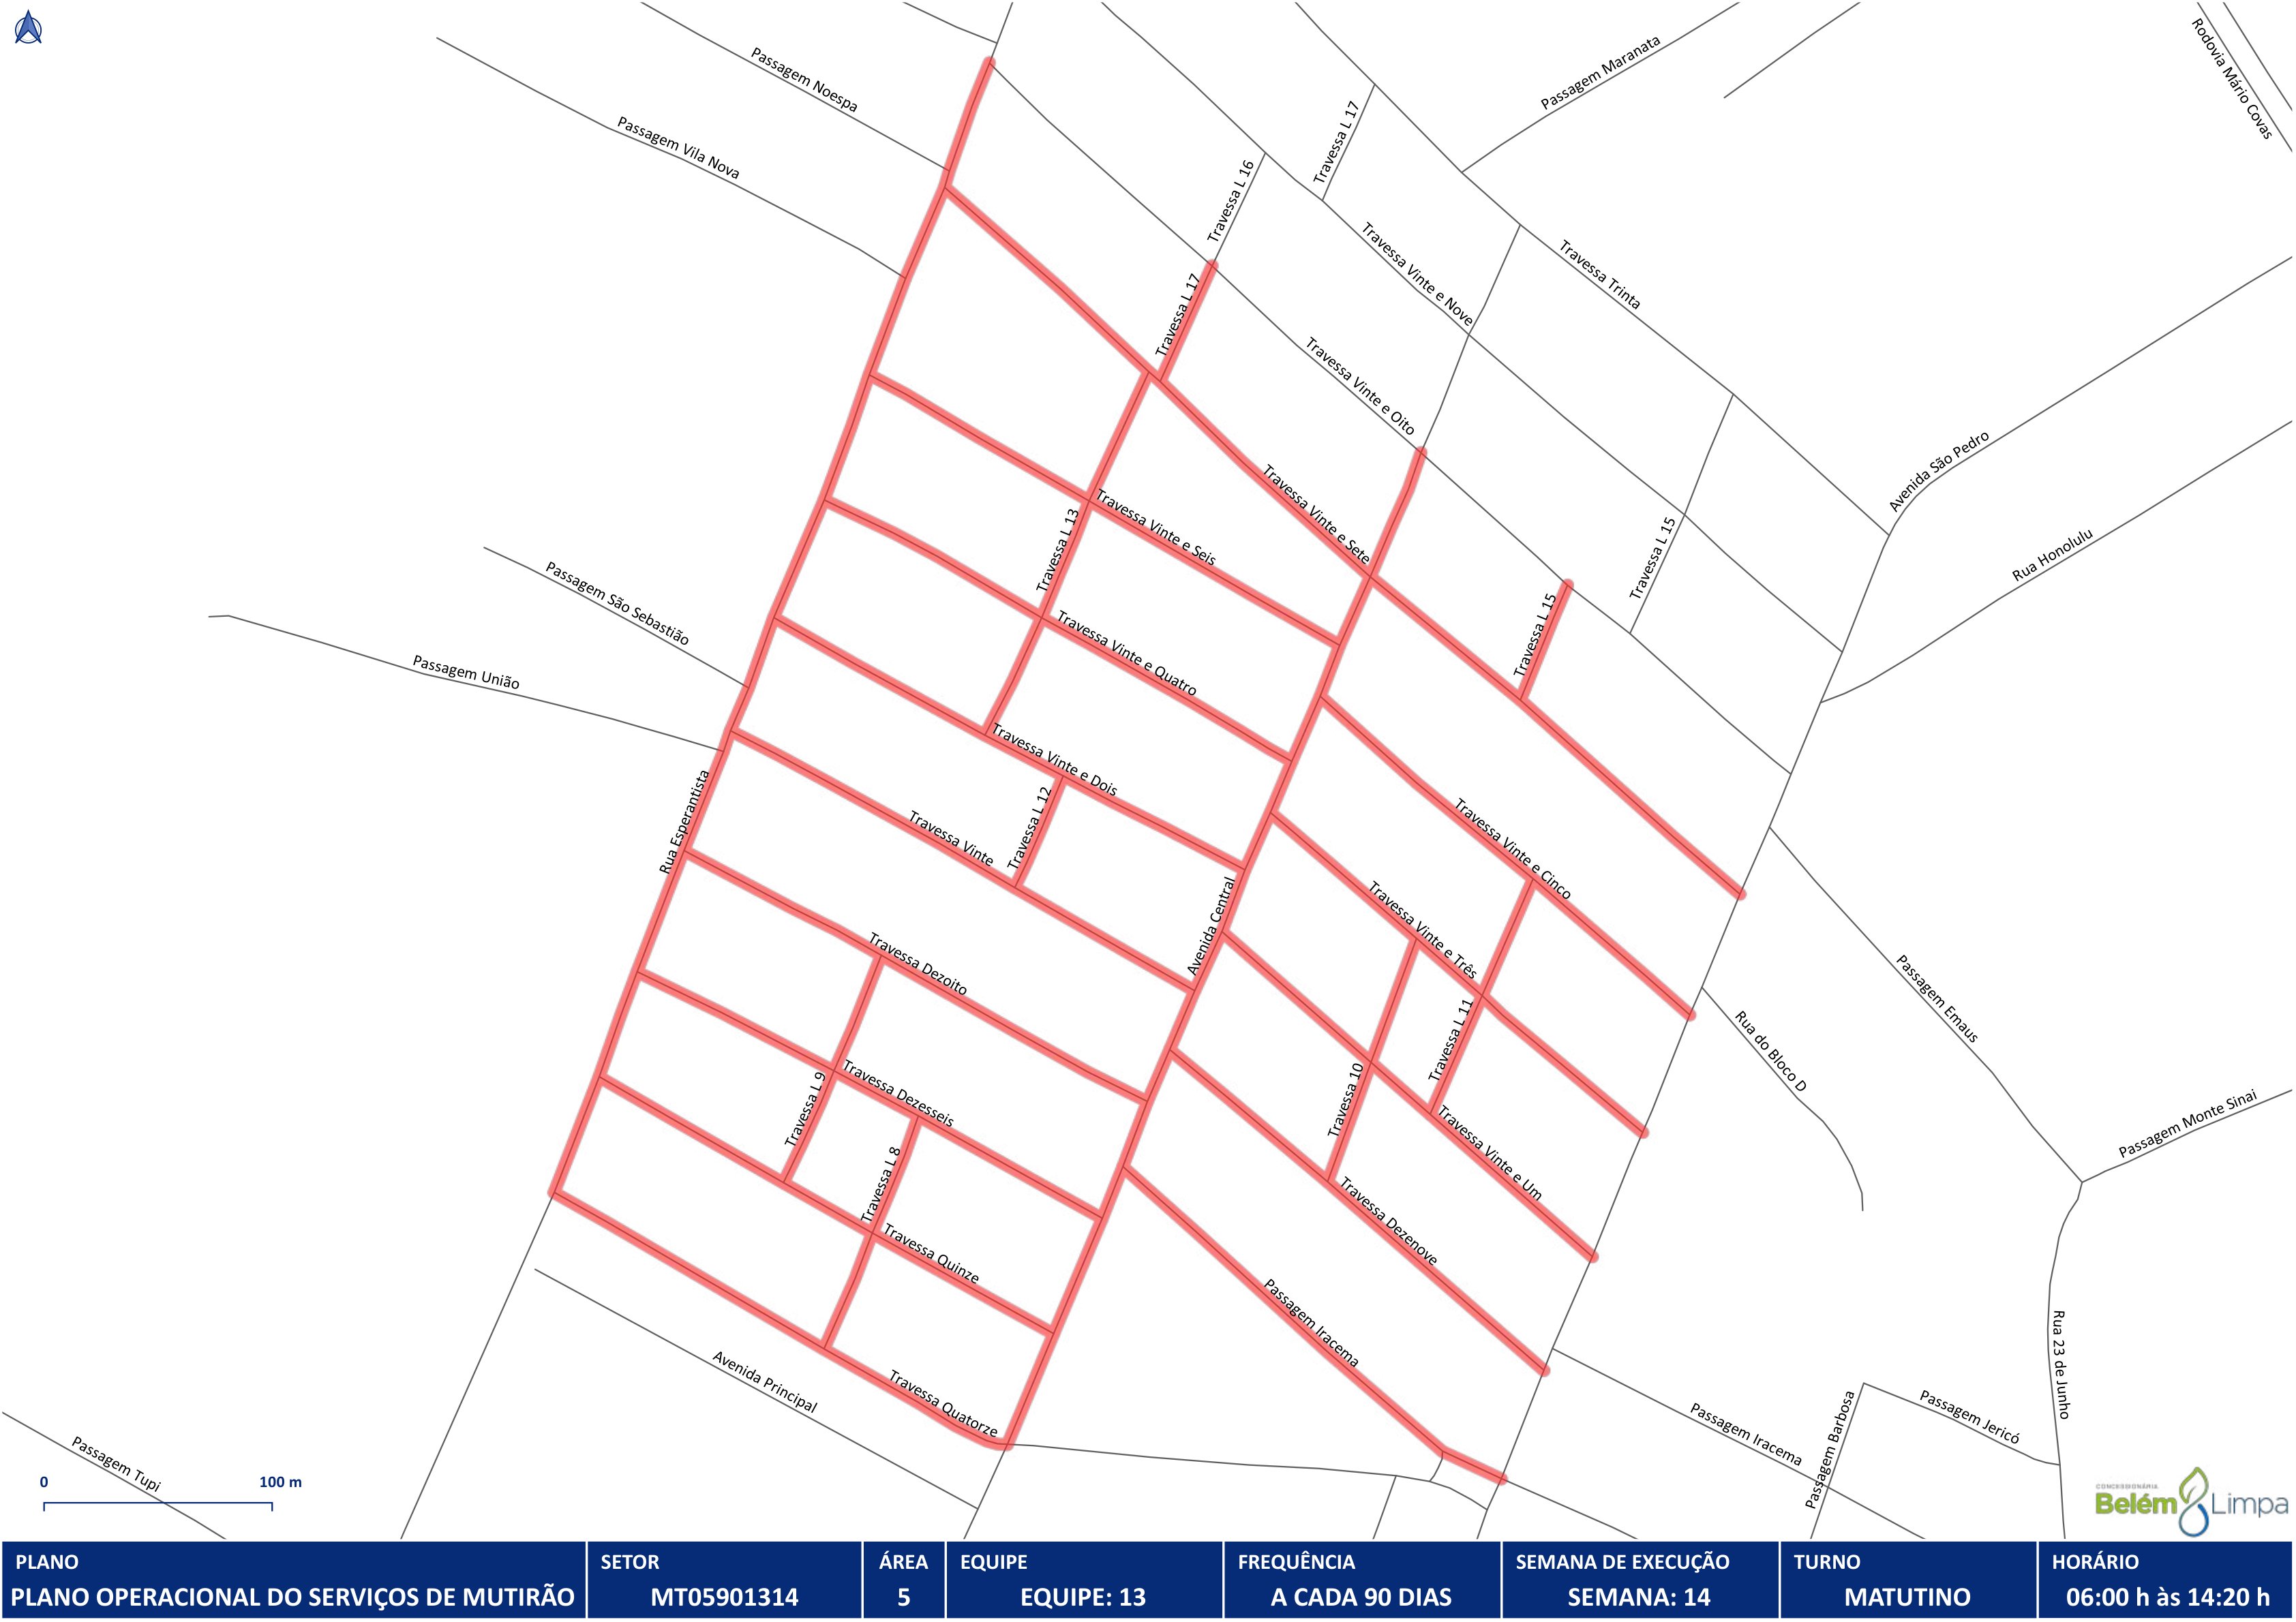 Rodovia Mário Covas
Passagem Maranata
Passagem Noespa
Passagem Vila Nova
Travessa L 17
Travessa L 16
Travessa L 17
Travessa Vinte e Nove
Travessa Trinta
Travessa Vinte e Oito
Avenida São Pedro
Travessa Vinte e Sete
Travessa Vinte e Seis
Travessa L 13
Travessa L 15
Rua Honolulu
Passagem São Sebastião
Travessa L 15
Travessa Vinte e Quatro
Passagem União
Travessa Vinte e Dois
Rua Esperantista
Travessa L 12
Travessa Vinte
Travessa Vinte e Cinco
Avenida Central
Travessa Vinte e Três
Travessa Dezoito
Passagem Emaus
Travessa L 11
Rua do Bloco D
Travessa L 9
Travessa Dezesseis
Travessa 10
Travessa Vinte e Um
Passagem Monte Sinai
Travessa L 8
Travessa Dezenove
Travessa Quinze
Passagem Iracema
Rua 23 de Junho
Avenida Principal
Travessa Quatorze
Passagem Iracema
Passagem Barbosa
Passagem Jericó
Passagem Tupi
0 100 m
CONCESSIONÁRIA
Belém Limpa
PLANO
PLANO OPERACIONAL DO SERVIÇOS DE MUTIRÃO
SETOR
MT05901314
ÁREA
5
EQUIPE
EQUIPE: 13
FREQUÊNCIA
A CADA 90 DIAS
SEMANA DE EXECUÇÃO
SEMANA: 14
TURNO
MATUTINO
HORÁRIO
06:00 h às 14:20 h